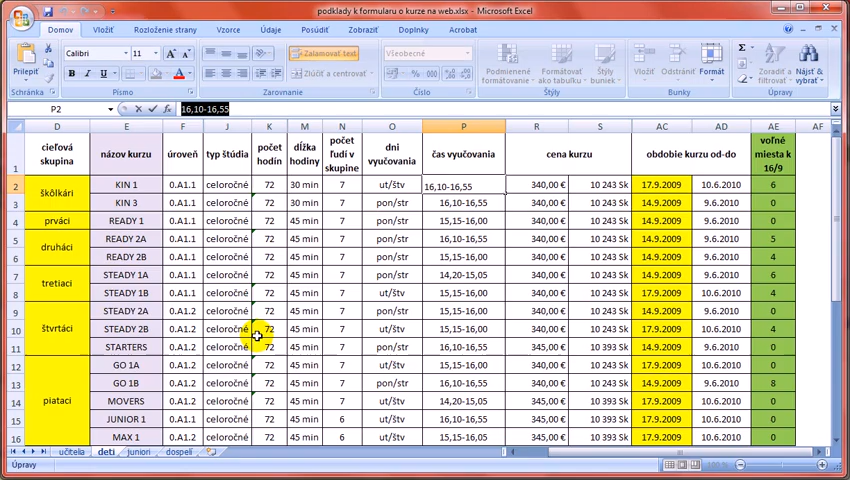 podklady k formularu o kurze na web.xlsx - Microsoft Excel
Domov Rozloženie strany Vzorce Údaje Posúdiť Zobraziť Doplnky Acrobat
Prilepiť Calibri 11 A A Zalamovať text Všeobecné Podmienené formátovanie Formátovať ako tabuľku Štýly buniek Vložiť Odstrániť Formát Zoradiť a filtrovať Nájsť a vybrať
B I U A Zlúčiť a centrovať % 000
Schránka Písmo Zarovnanie Číslo Štýly Bunky Úpravy
P2 fx 16,10-16,55
D E F J K M N O P R S AC AD AE AF
1 cieľová skupina názov kurzu úroveň typ štúdia počet hodín dĺžka hodiny počet ľudí v skupine dni vyučovania čas vyučovania cena kurzu obdobie kurzu od-do voľné miesta k 16/9
2 škôlkári KIN 1 0.A1.1 celoročné 72 30 min 7 ut/štv 16,10-16,55 340,00 € 10 243 Sk 17.9.2009 10.6.2010 6
3 KIN 3 0.A1.1 celoročné 72 30 min 7 pon/str 16,10-16,55 340,00 € 10 243 Sk 14.9.2009 9.6.2010 0
4 prváci READY 1 0.A1.1 celoročné 72 45 min 7 pon/str 15,15-16,00 340,00 € 10 243 Sk 14.9.2009 9.6.2010 0
5 druháci READY 2A 0.A1.1 celoročné 72 45 min 7 pon/str 16,10-16,55 340,00 € 10 243 Sk 14.9.2009 9.6.2010 5
6 READY 2B 0.A1.1 celoročné 72 45 min 7 pon/str 15,15-16,00 340,00 € 10 243 Sk 14.9.2009 9.6.2010 4
7 tretiaci STEADY 1A 0.A1.1 celoročné 72 45 min 7 pon/str 14,20-15,05 340,00 € 10 243 Sk 14.9.2009 9.6.2010 6
8 STEADY 1B 0.A1.1 celoročné 72 45 min 7 ut/štv 15,15-16,00 340,00 € 10 243 Sk 17.9.2009 10.6.2010 4
9 štvrtáci STEADY 2A 0.A1.2 celoročné 72 45 min 7 pon/str 15,15-16,00 340,00 € 10 243 Sk 14.9.2009 9.6.2010 0
10 STEADY 2B 0.A1.2 celoročné 72 45 min 7 ut/štv 15,15-16,00 340,00 € 10 243 Sk 17.9.2009 10.6.2010 4
11 STARTERS 0.A1.2 celoročné 72 45 min 7 pon/str 16,10-16,55 345,00 € 10 393 Sk 14.9.2009 9.6.2010 0
12 piataci GO 1A 0.A1.2 celoročné 72 45 min 7 ut/štv 15,15-16,00 340,00 € 10 243 Sk 17.9.2009 10.6.2010 0
13 GO 1B 0.A1.2 celoročné 72 45 min 7 pon/str 16,10-16,55 340,00 € 10 243 Sk 14.9.2009 9.6.2010 8
14 MOVERS 0.A1.2 celoročné 72 45 min 7 ut/štv 16,10-16,55 345,00 € 10 393 Sk 17.9.2009 10.6.2010 0
15 JUNIOR 1 0.A1.2 celoročné 72 45 min 6 ut/štv 15,15-16,00 345,00 € 10 393 Sk 17.9.2009 10.6.2010 0
16 MAX 1 0.A1.2 celoročné 72 45 min 6 ut/štv 15,15-16,05 345,00 € 10 393 Sk 17.9.2009 10.6.2010 0
učitelia deti juniori dospelí
Úpravy 100 %